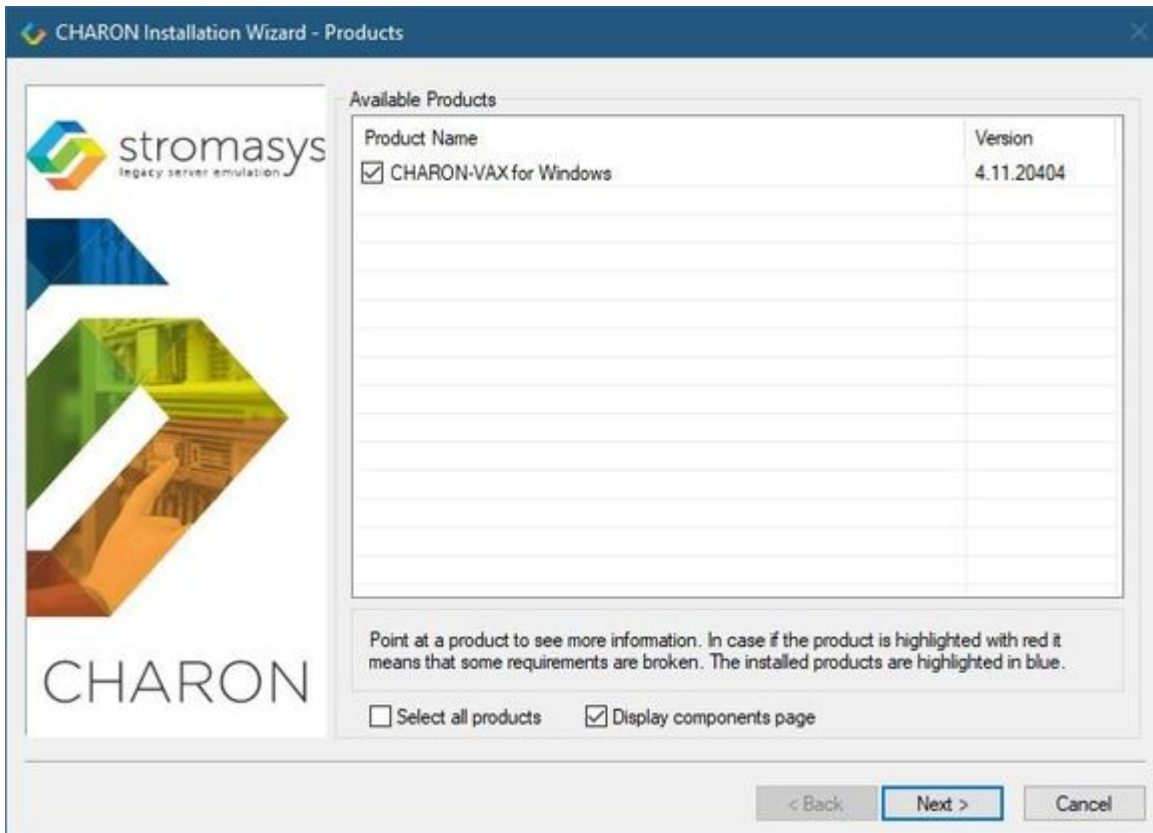 CHARON Installation Wizard - Products
stromasys
legacy server emulation
CHARON
Available Products
Product Name Version
CHARON-VAX for Windows 4.11.20404
Point at a product to see more information. In case if the product is highlighted with red it
means that some requirements are broken. The installed products are highlighted in blue.
Select all products Display components page
< Back Next > Cancel